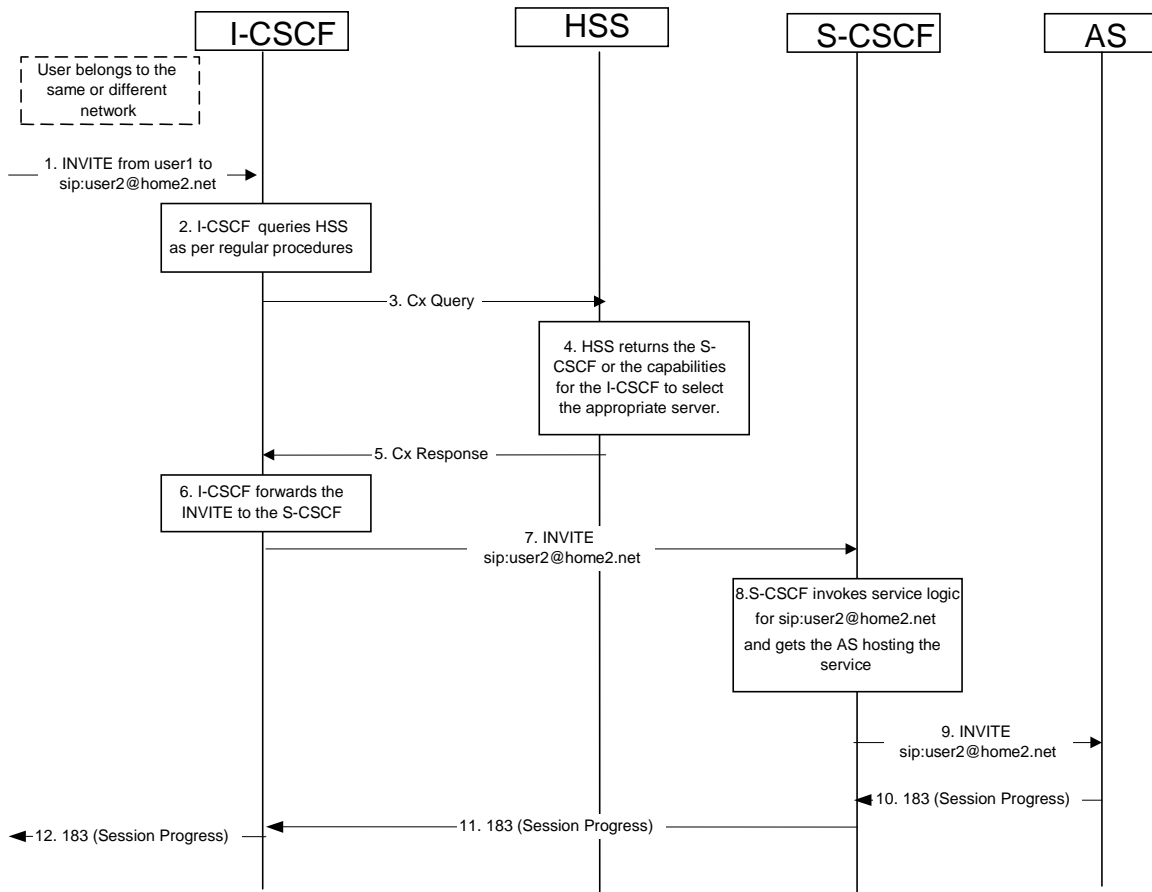 I-CSCF
HSS
S-CSCF
AS
User belongs to the
same or different
network
1. INVITE from user1 to
sip:user2@home2.net
2. I-CSCF queries HSS
as per regular procedures
3. Cx Query
4. HSS returns the S-
CSCF or the capabilities
for the I-CSCF to select
the appropriate server.
5. Cx Response
6. I-CSCF forwards the
INVITE to the S-CSCF
7. INVITE
sip:user2@home2.net
8.S-CSCF invokes service logic
for sip:user2@home2.net
and gets the AS hosting the
service
9. INVITE
sip:user2@home2.net
10. 183 (Session Progress)
11. 183 (Session Progress)
12. 183 (Session Progress)